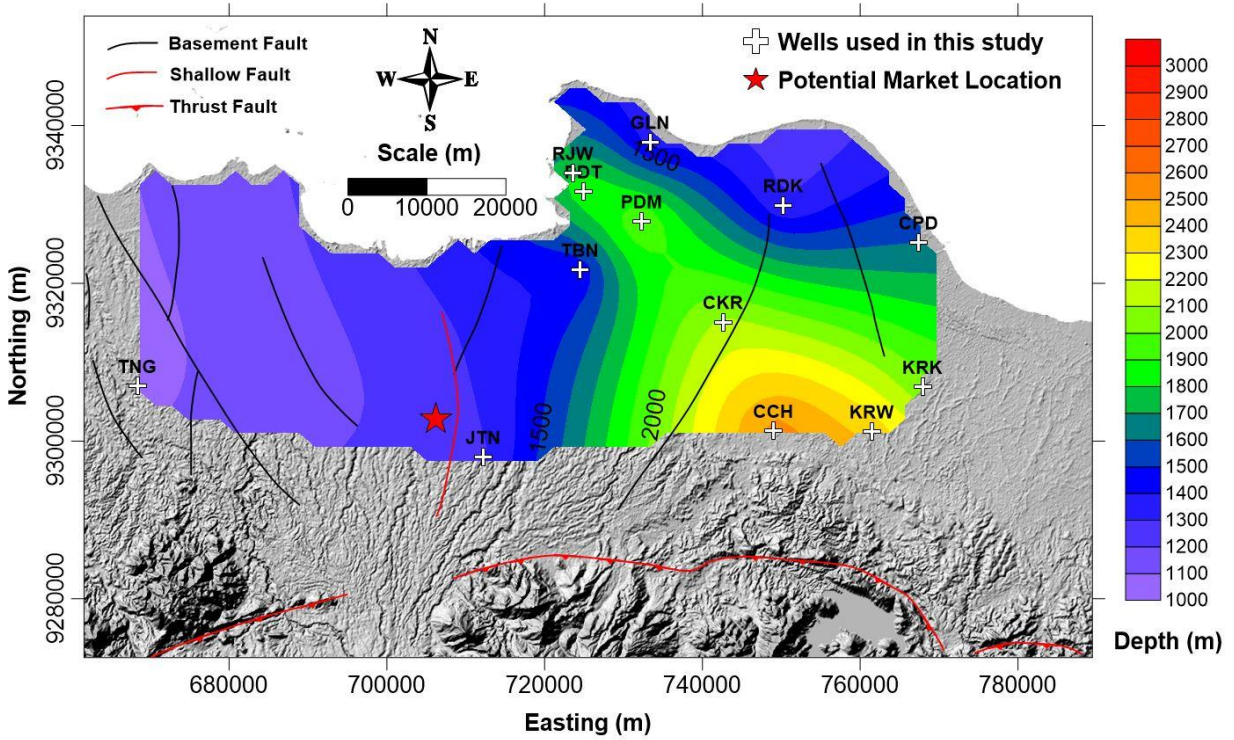 Basement Fault
Shallow Fault
Thrust Fault
N
W E
S
Wells used in this study
Potential Market Location
Scale (m)
0 10000 20000
GLN
1500
RJW
RDK
PDM
CPD
TBN
CKR
TNG
KRK
CCH
KRW
JTN
1500
2000
9340000
9320000
9300000
9280000
Northing (m)
680000 700000 720000 740000 760000 780000
Easting (m)
3000
2900
2800
2700
2600
2400
2300
2200
2100
2000
1900
1800
1700
1600
1500
1400
1300
1200
1100
1000
Depth (m)